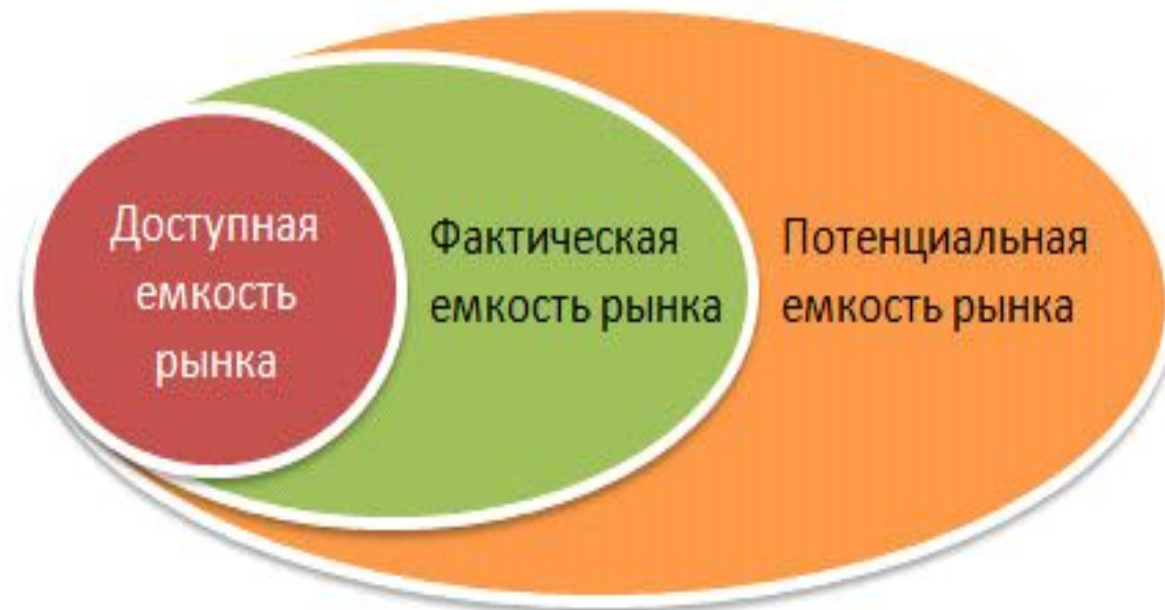 Доступная
емкость
рынка
Фактическая
емкость рынка
Потенциальная
емкость рынка